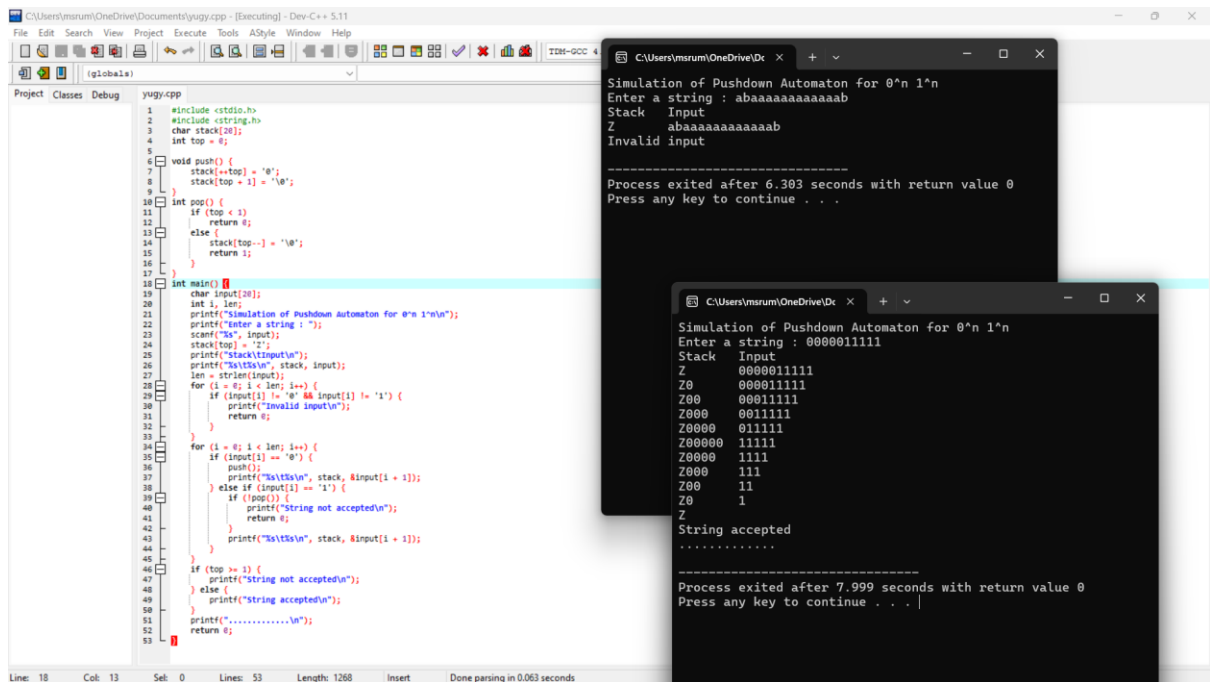 C:\Users\msrum\OneDrive\Documents\yugy.cpp - [Executing] - Dev-C++ 5.11
File Edit Search View Project Execute Tools AStyle Window Help
TDM-GCC 4.
(globals)
Project Classes Debug yugy.cpp
1 #include <stdio.h>
2 #include <string.h>
3 char stack[20];
4 int top = 0;
5
6 void push() {
7 stack[++top] = '0';
8 stack[top + 1] = '\0';
9 }
10 int pop() {
11 if (top < 1)
12 return 0;
13 else {
14 stack[top--] = '\0';
15 return 1;
16 }
17 }
18 int main() {
19 char input[20];
20 int i, len;
21 printf("Simulation of Pushdown Automaton for 0^n 1^n\n");
22 printf("Enter a string : ");
23 scanf("%s", input);
24 stack[top] = 'Z';
25 printf("Stack\tInput\n");
26 printf("%s\t%s\n", stack, input);
27 len = strlen(input);
28 for (i = 0; i < len; i++) {
29 if (input[i] != '0' && input[i] != '1') {
30 printf("Invalid input\n");
31 return 0;
32 }
33 }
34 for (i = 0; i < len; i++) {
35 if (input[i] == '0') {
36 push();
37 printf("%s\t%s\n", stack, &input[i + 1]);
38 } else if (input[i] == '1') {
39 if (!pop()) {
40 printf("String not accepted\n");
41 return 0;
42 }
43 printf("%s\t%s\n", stack, &input[i + 1]);
44 }
45 }
46 if (top >= 1) {
47 printf("String not accepted\n");
48 } else {
49 printf("String accepted\n");
50 }
51 printf(".............\n");
52 return 0;
53 }
Line: 18 Col: 13 Sel: 0 Lines: 53 Length: 1268 Insert Done parsing in 0.063 seconds
C:\Users\msrum\OneDrive\Dc
Simulation of Pushdown Automaton for 0^n 1^n
Enter a string : abaaaaaaaaaaaab
Stack Input
Z abaaaaaaaaaaaab
Invalid input
--------------------------------
Process exited after 6.303 seconds with return value 0
Press any key to continue . . .
C:\Users\msrum\OneDrive\Dc
Simulation of Pushdown Automaton for 0^n 1^n
Enter a string : 0000011111
Stack Input
Z 0000011111
Z0 000011111
Z00 00011111
Z000 0011111
Z0000 011111
Z00000 11111
Z0000 1111
Z000 111
Z00 11
Z0 1
Z
String accepted
.............
--------------------------------
Process exited after 7.999 seconds with return value 0
Press any key to continue . . .